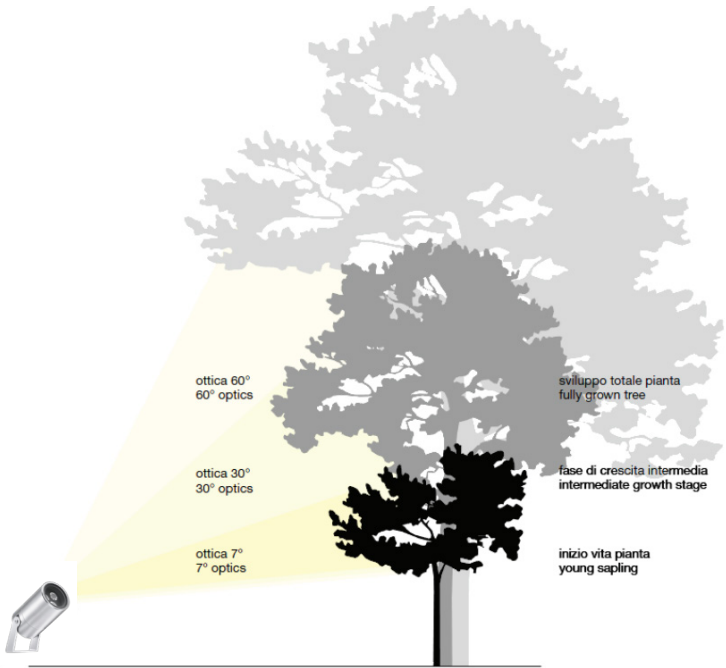 ottica 60°
60° optics
sviluppo totale pianta
fully grown tree
ottica 30°
30° optics
fase di crescita intermedia
intermediate growth stage
ottica 7°
7° optics
inizio vita pianta
young sapling